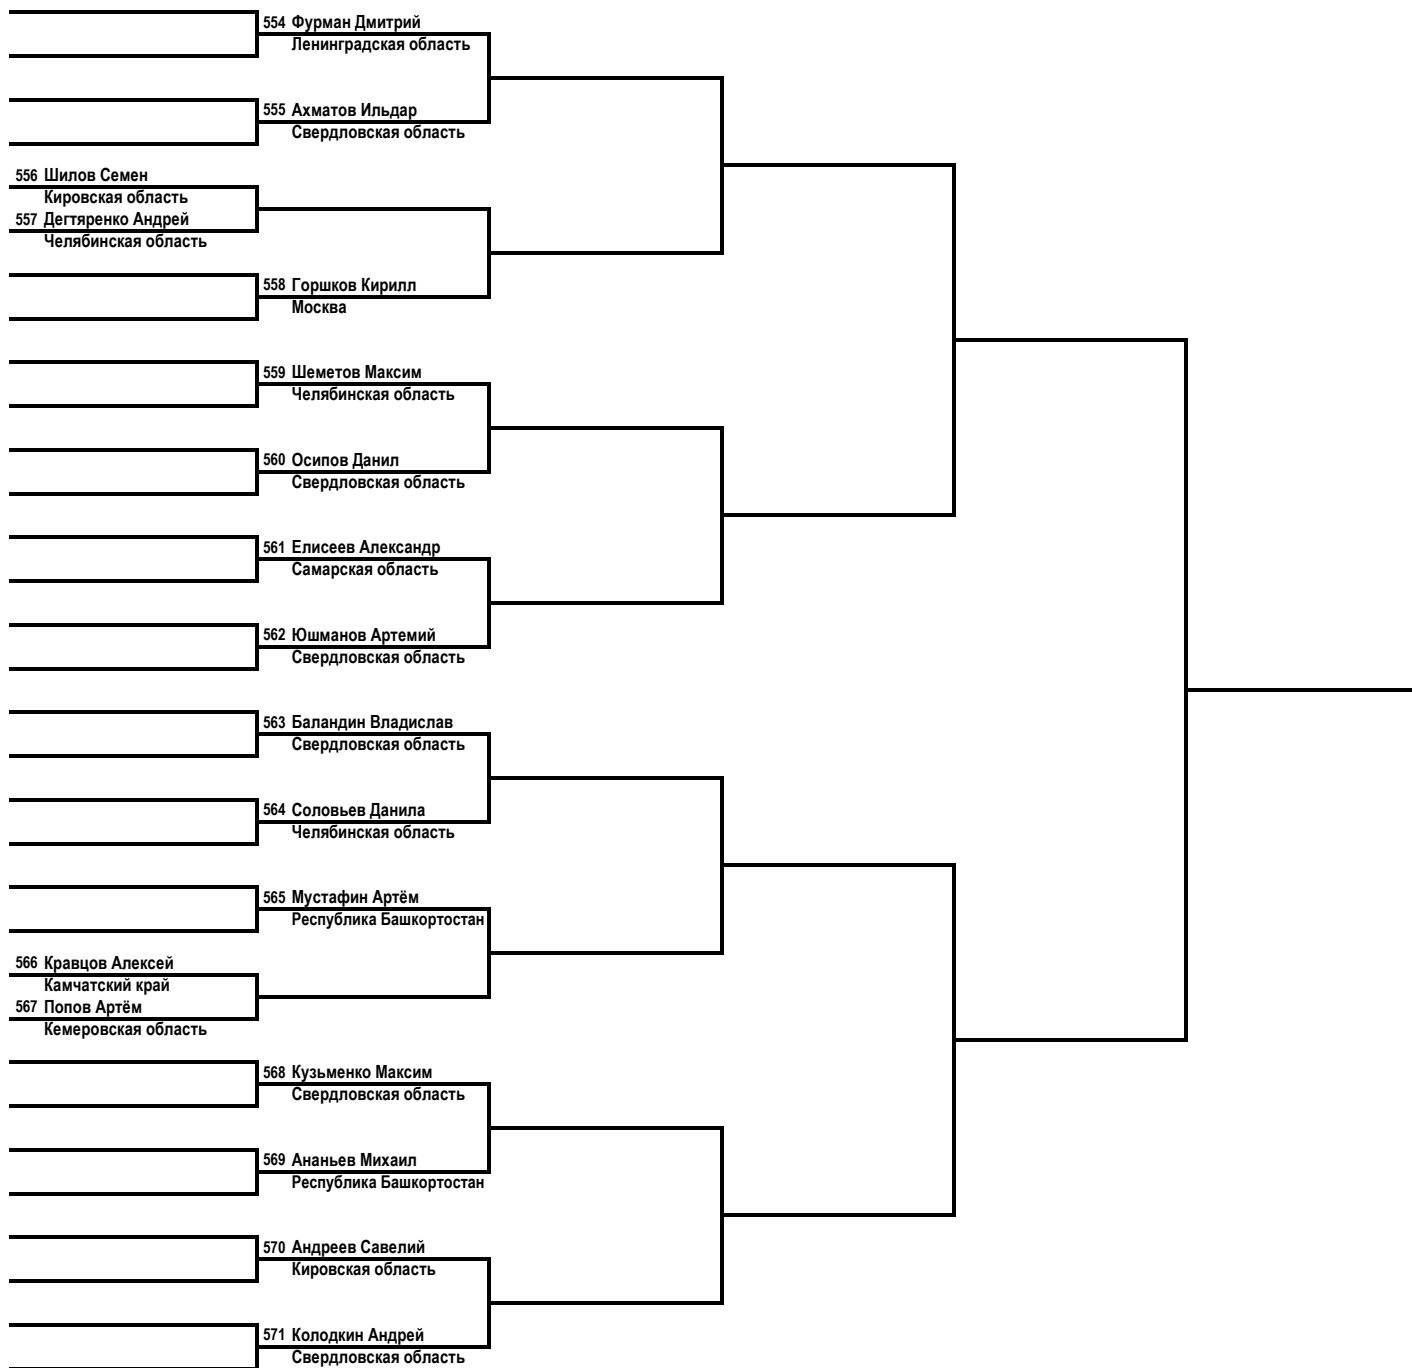 554 Фурман Дмитрий
Ленинградская область
555 Ахматов Ильдар
Свердловская область
556 Шилов Семен
Кировская область
557 Дегтяренко Андрей
Челябинская область
558 Горшков Кирилл
Москва
559 Шеметов Максим
Челябинская область
560 Осипов Данил
Свердловская область
561 Елисеев Александр
Самарская область
562 Юшманов Артемий
Свердловская область
563 Баландин Владислав
Свердловская область
564 Соловьев Данила
Челябинская область
565 Мустафин Артём
Республика Башкортостан
566 Кравцов Алексей
Камчатский край
567 Попов Артём
Кемеровская область
568 Кузьменко Максим
Свердловская область
569 Ананьев Михаил
Республика Башкортостан
570 Андреев Савелий
Кировская область
571 Колодкин Андрей
Свердловская область